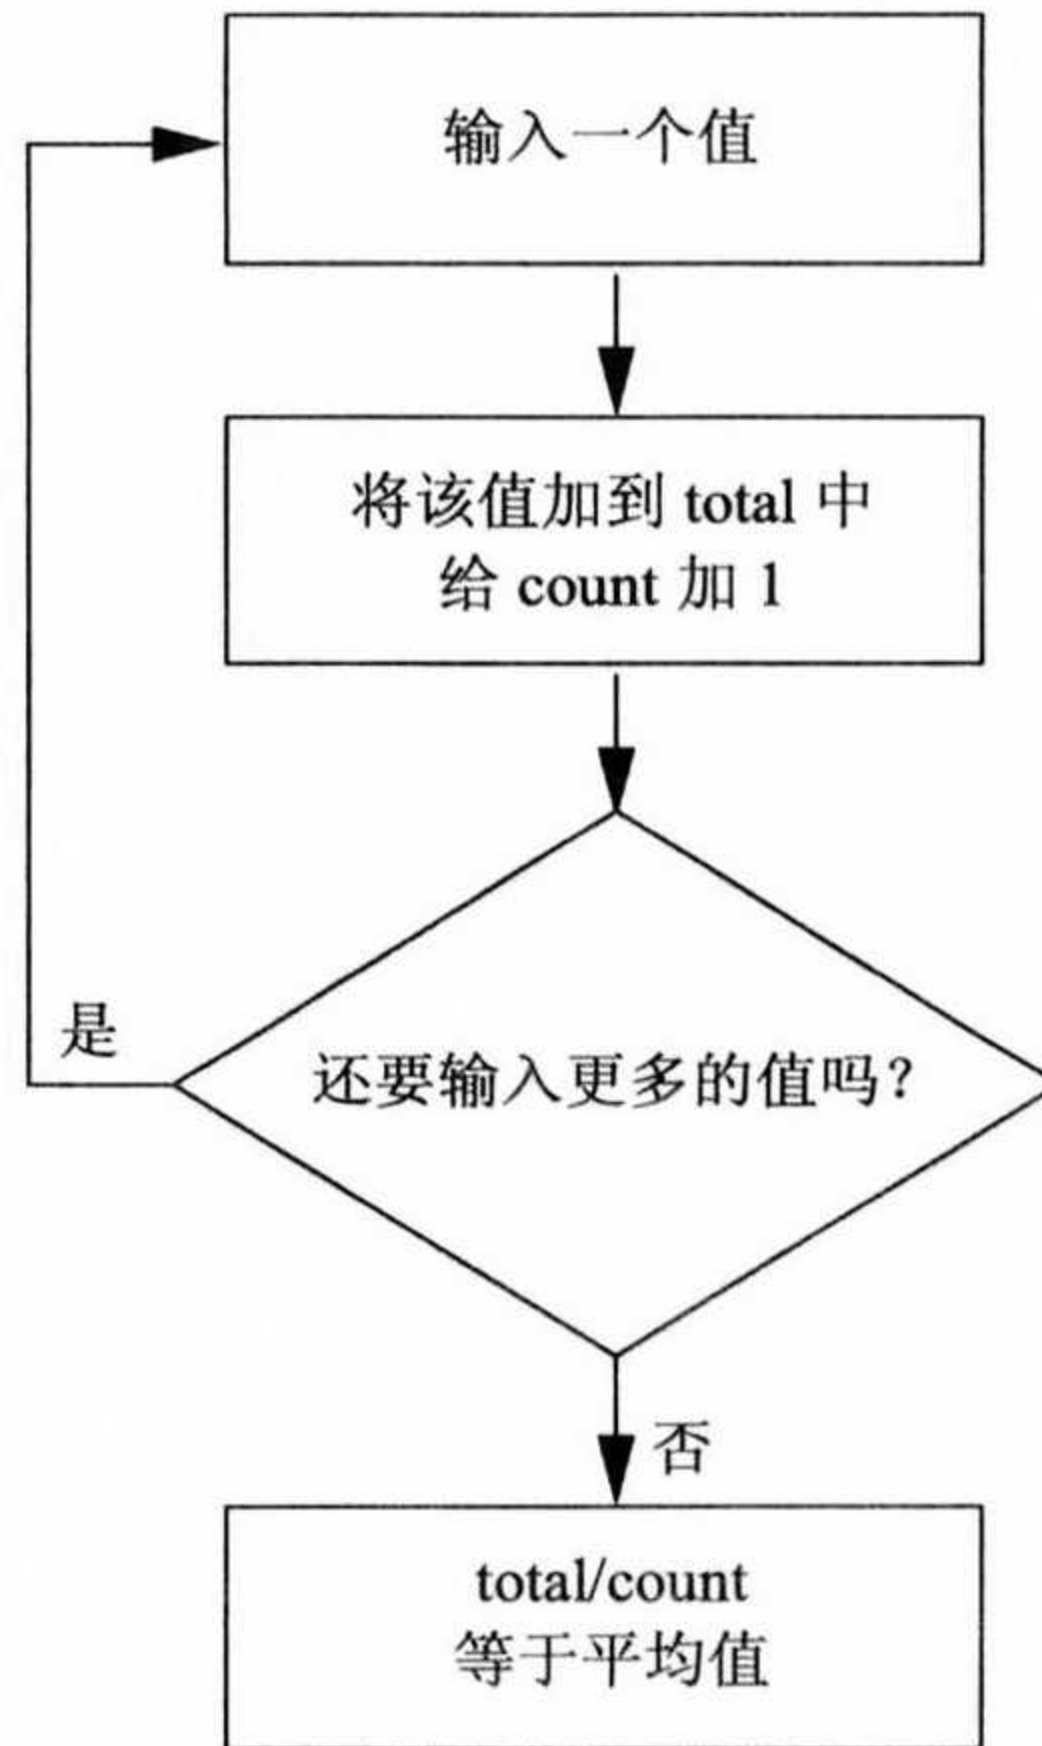 输入一个值
将该值加到 total 中
给 count 加 1
是
还要输入更多的值吗？
否
total/count
等于平均值